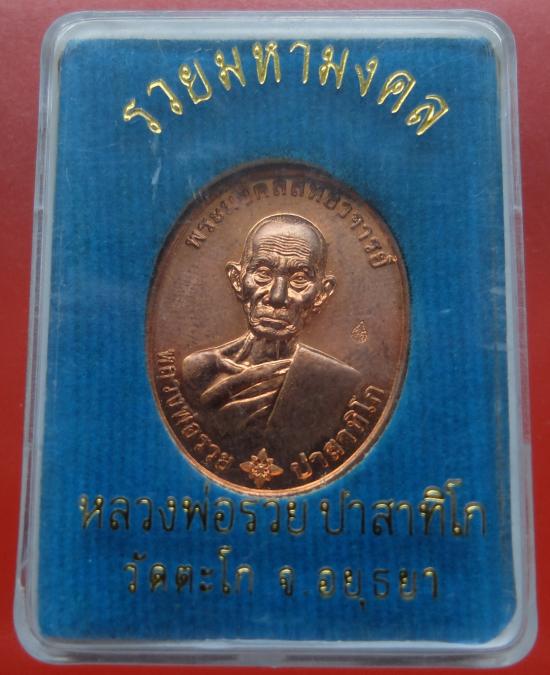 รวยมหามงคล
พระมงคลสิทธาจารย์
หลวงพ่อรวย ปาสาทิโก
หลวงพ่อรวย ปาสาทิโก
วัดตะโก จ.อยุธยา